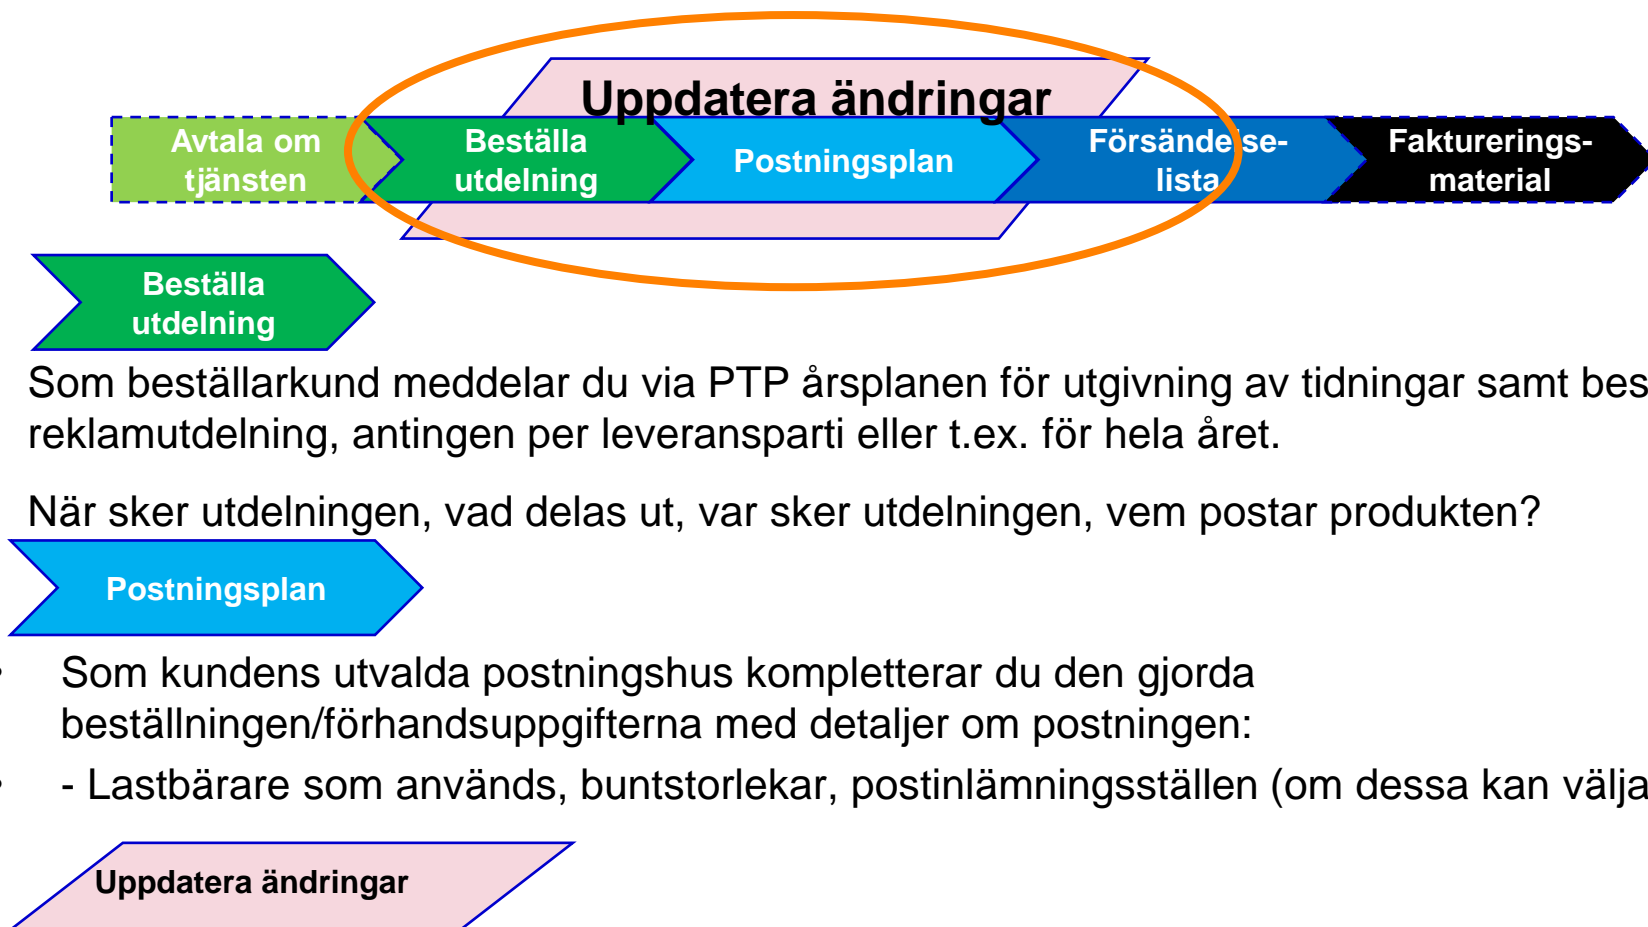 Uppdatera ändringar
Avtala om
tjänsten
Beställa
utdelning
Postningsplan
Försändelse-
lista
Fakturerings-
material
Beställa
utdelning
Som beställarkund meddelar du via PTP årsplanen för utgivning av tidningar samt bes
reklamutdelning, antingen per leveransparti eller t.ex. för hela året.
När sker utdelningen, vad delas ut, var sker utdelningen, vem postar produkten?
Postningsplan
• Som kundens utvalda postningshus kompletterar du den gjorda
beställningen/förhandsuppgifterna med detaljer om postningen:
• - Lastbärare som används, buntstorlekar, postinlämningsställen (om dessa kan välja
Uppdatera ändringar